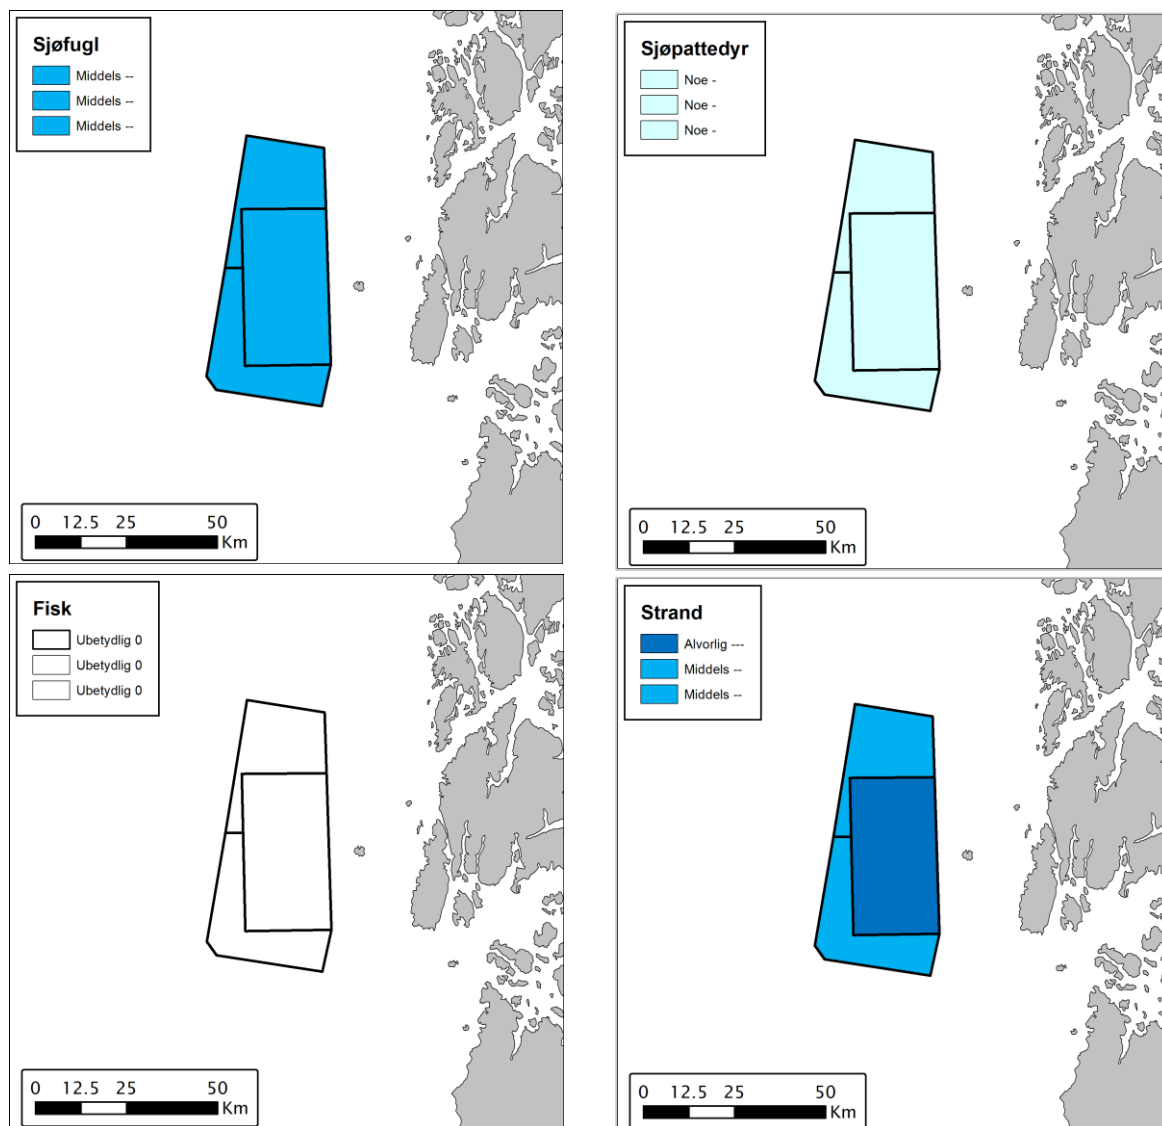 Sjøfugl
Middels --
Middels --
Middels --
0 12.5 25 50
Km
Sjøpattedyr
Noe -
Noe -
Noe -
0 12.5 25 50
Km
Fisk
Ubetydlig 0
Ubetydlig 0
Ubetydlig 0
0 12.5 25 50
Km
Strand
Alvorlig ---
Middels --
Middels --
0 12.5 25 50
Km